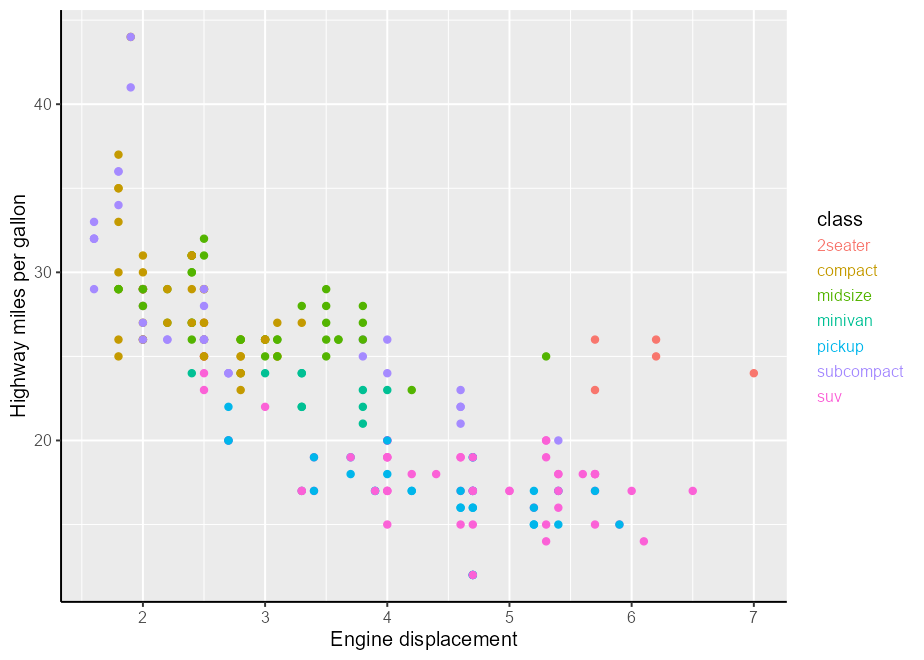 40
30
20
Highway miles per gallon
2 3 4 5 6 7
Engine displacement
class
2seater
compact
midsize
minivan
pickup
subcompact
suv